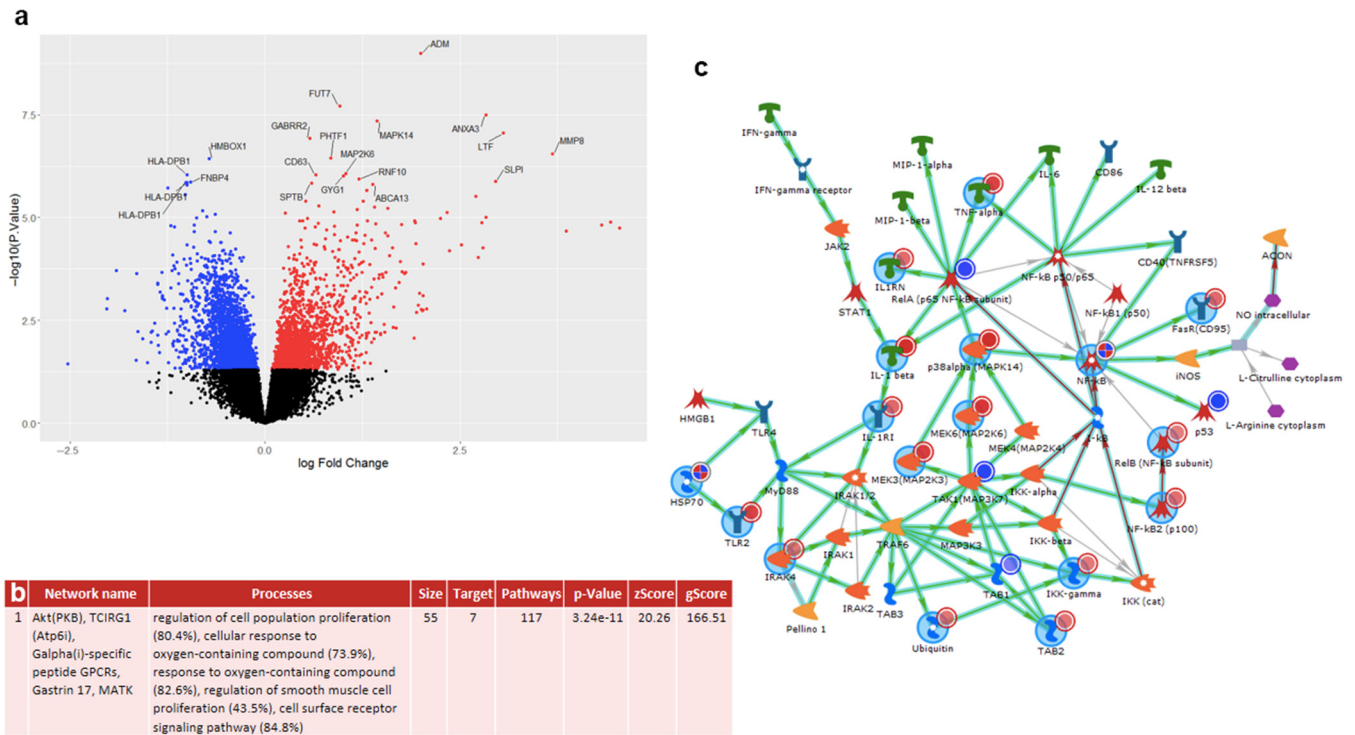 a
ADM
FUT7
GABRR2
ANXA3
MAPK14
PHTF1
LTF
HMBOX1
MMP8
MAP2K6
HLA-DPB1
CD63
SLPI
FNBP4
RNF10
HLA-DPB1
GYG1
SPTB
ABCA13
HLA-DPB1
7.5
5.0
2.5
0.0
−log10(P.Value)
-2.5
0.0
2.5
log Fold Change
b
Network name Processes Size Target Pathways p-Value zScore gScore
1 Akt(PKB), TCIRG1 regulation of cell population proliferation 55 7 117 3.24e-11 20.26 166.51
(Atp6i), (80.4%), cellular response to
Galpha(i)-specific oxygen-containing compound (73.9%),
peptide GPCRs, response to oxygen-containing compound
Gastrin 17, MATK (82.6%), regulation of smooth muscle cell
proliferation (43.5%), cell surface receptor
signaling pathway (84.8%)
c
IFN-gamma
MIP-1-alpha
IL-6
CD86
IFN-gamma receptor
IL-12 beta
MIP-1-beta
TNF-alpha
JAK2
CD40(TNFRSF5)
ACON
IL1RN
RelA (p65 NF-kB subunit)
NF-kB p50/p65
STAT1
NF-kB1 (p50)
NO intracellular
FasR(CD95)
IL-1 beta
p38alpha (MAPK14)
NF-kB
iNOS
L-Citrulline cytoplasm
HMGB1
TLR4
IL-1RI
MEK6(MAP2K6)
I-kB
p53
L-Arginine cytoplasm
MEK4(MAP2K4)
RelB (NF-kB subunit)
HSP70
MyD88
IRAK1/2
MEK3(MAP2K3)
TAK1(MAP3K7)
IKK-alpha
TLR2
NF-kB2 (p100)
TRAF6
MAP3K3
IKK-beta
IRAK1
IRAK4
IRAK2
TAB3
TAB1
IKK-gamma
IKK (cat)
Pellino 1
Ubiquitin
TAB2